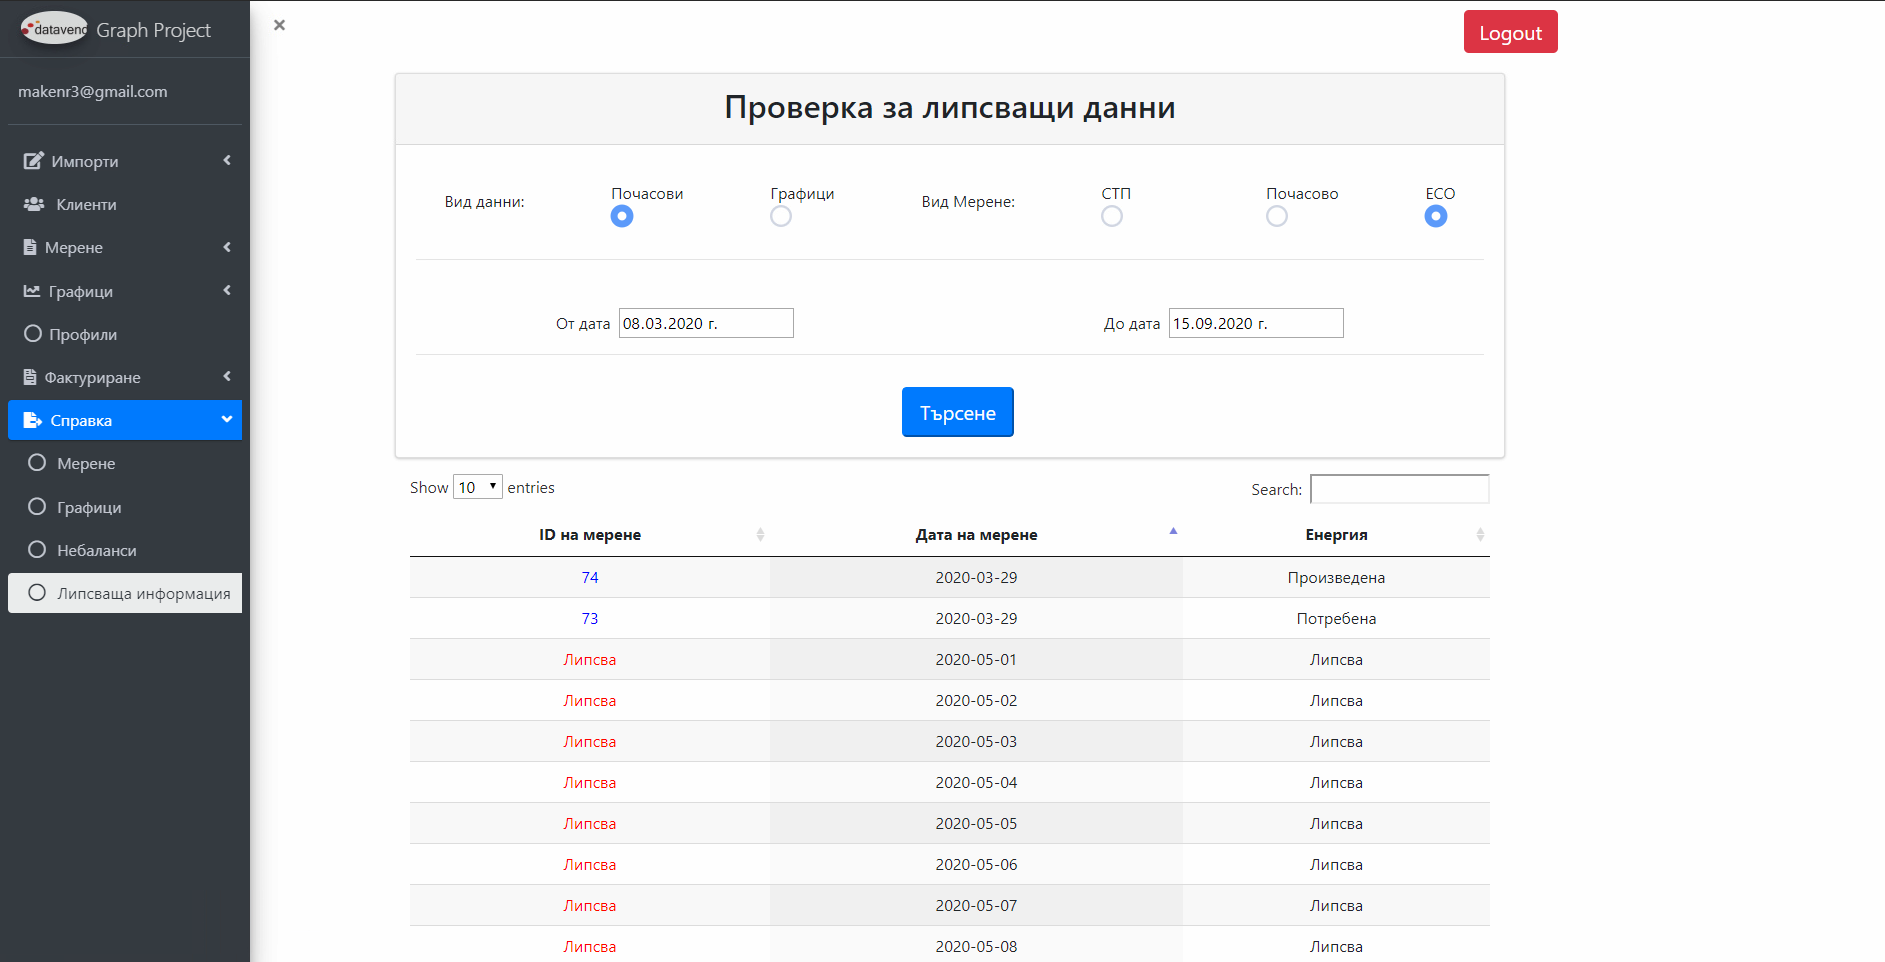 datavend Graph Project
makenr3@gmail.com
Импорти
Клиенти
Мерене
Графици
Профили
Фактуриране
Справка
Мерене
Графици
Небаланси
Липсваща информация
×
Logout
Проверка за липсващи данни
Вид данни: Почасови Графици Вид Мерене: СТП Почасово ЕСО
От дата 08.03.2020 г. До дата 15.09.2020 г.
Търсене
Show 10 entries Search:
ID на мерене Дата на мерене Енергия
74 2020-03-29 Произведена
73 2020-03-29 Потребена
Липсва 2020-05-01 Липсва
Липсва 2020-05-02 Липсва
Липсва 2020-05-03 Липсва
Липсва 2020-05-04 Липсва
Липсва 2020-05-05 Липсва
Липсва 2020-05-06 Липсва
Липсва 2020-05-07 Липсва
Липсва 2020-05-08 Липсва